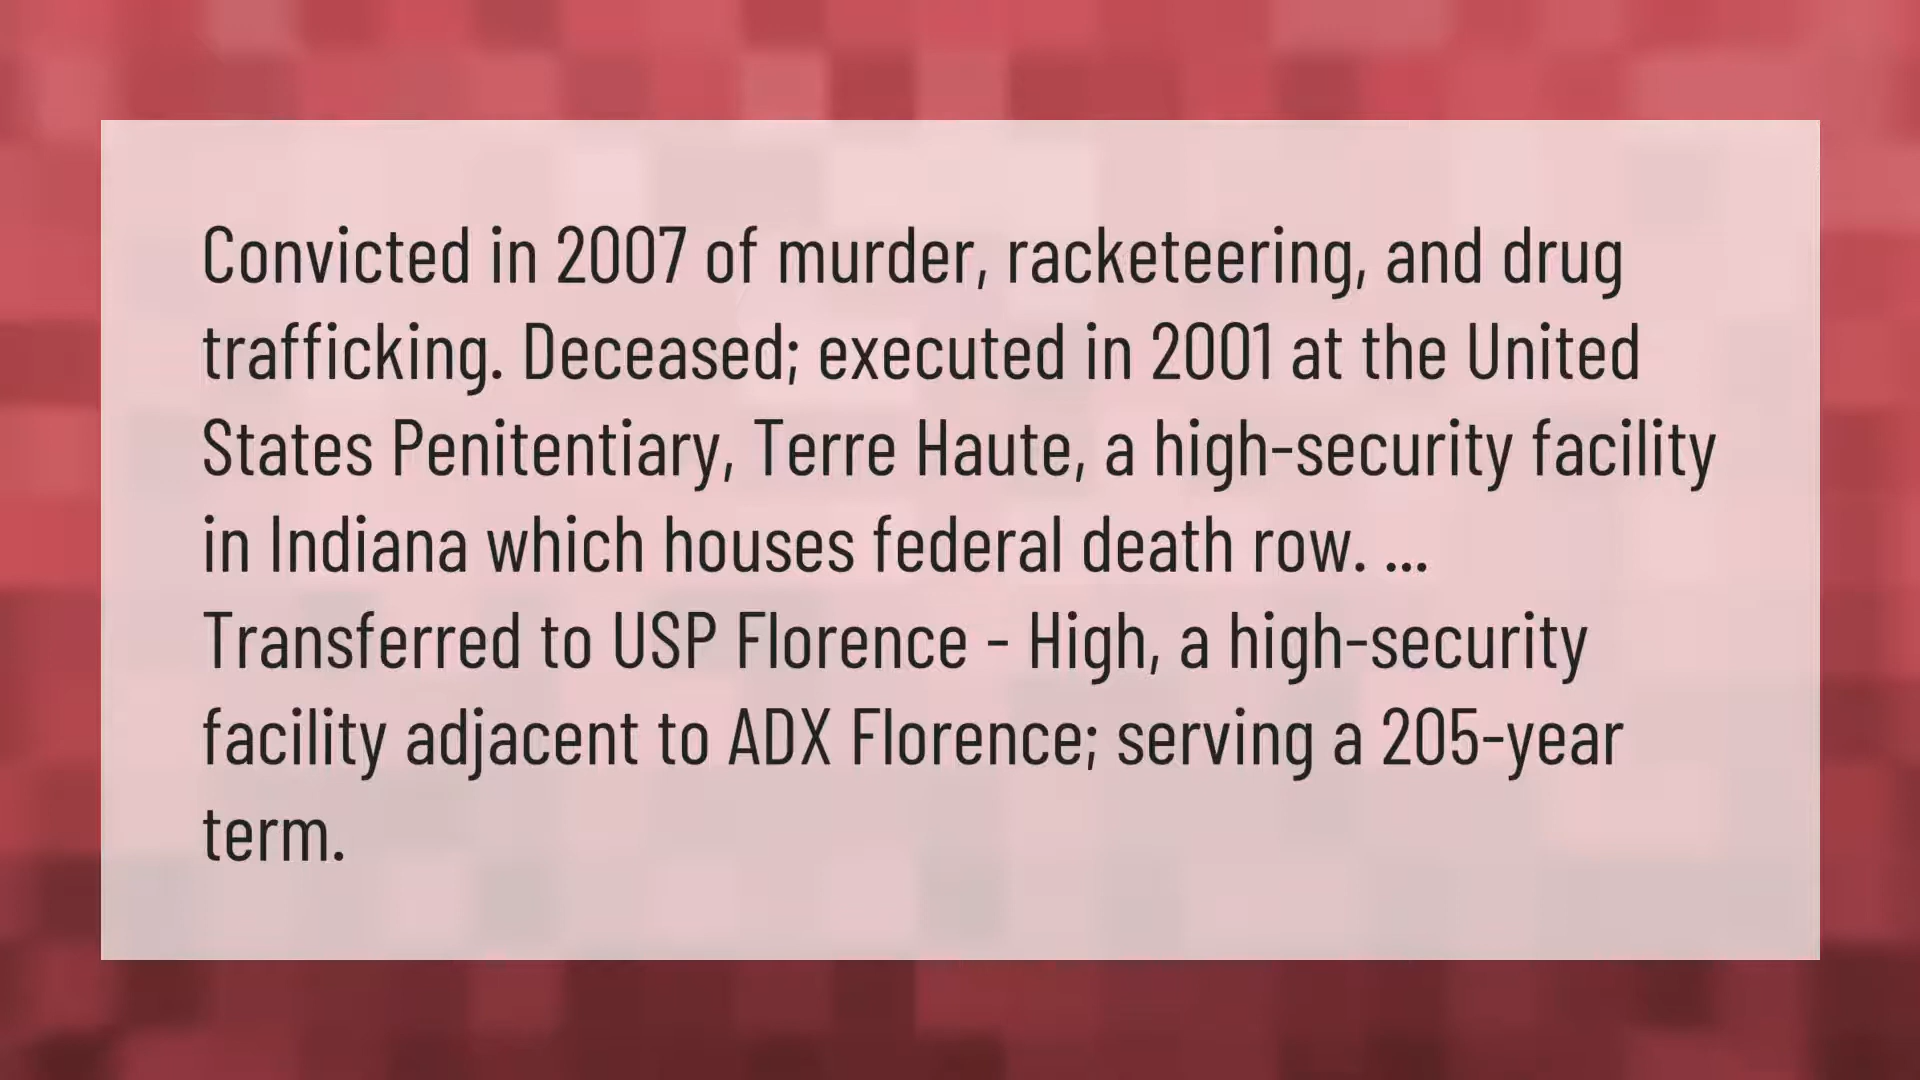 Convicted in 2007 of murder, racketeering, and drug
trafficking. Deceased; executed in 2001 at the United
States Penitentiary, Terre Haute, a high-security facility
in Indiana which houses federal death row. ...
Transferred to USP Florence - High, a high-security
facility adjacent to ADX Florence; serving a 205-year
term.